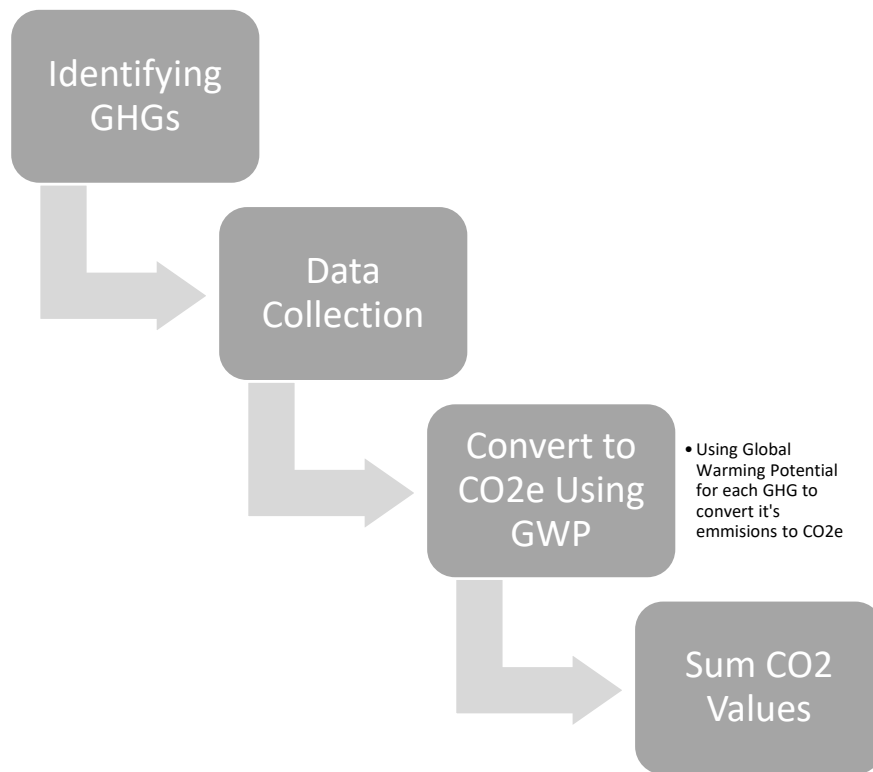 Identifying
GHGs
Data
Collection
Convert to
CO2e Using
GWP
• Using Global
Warming Potential
for each GHG to
convert it's
emmisions to CO2e
Sum CO2
Values